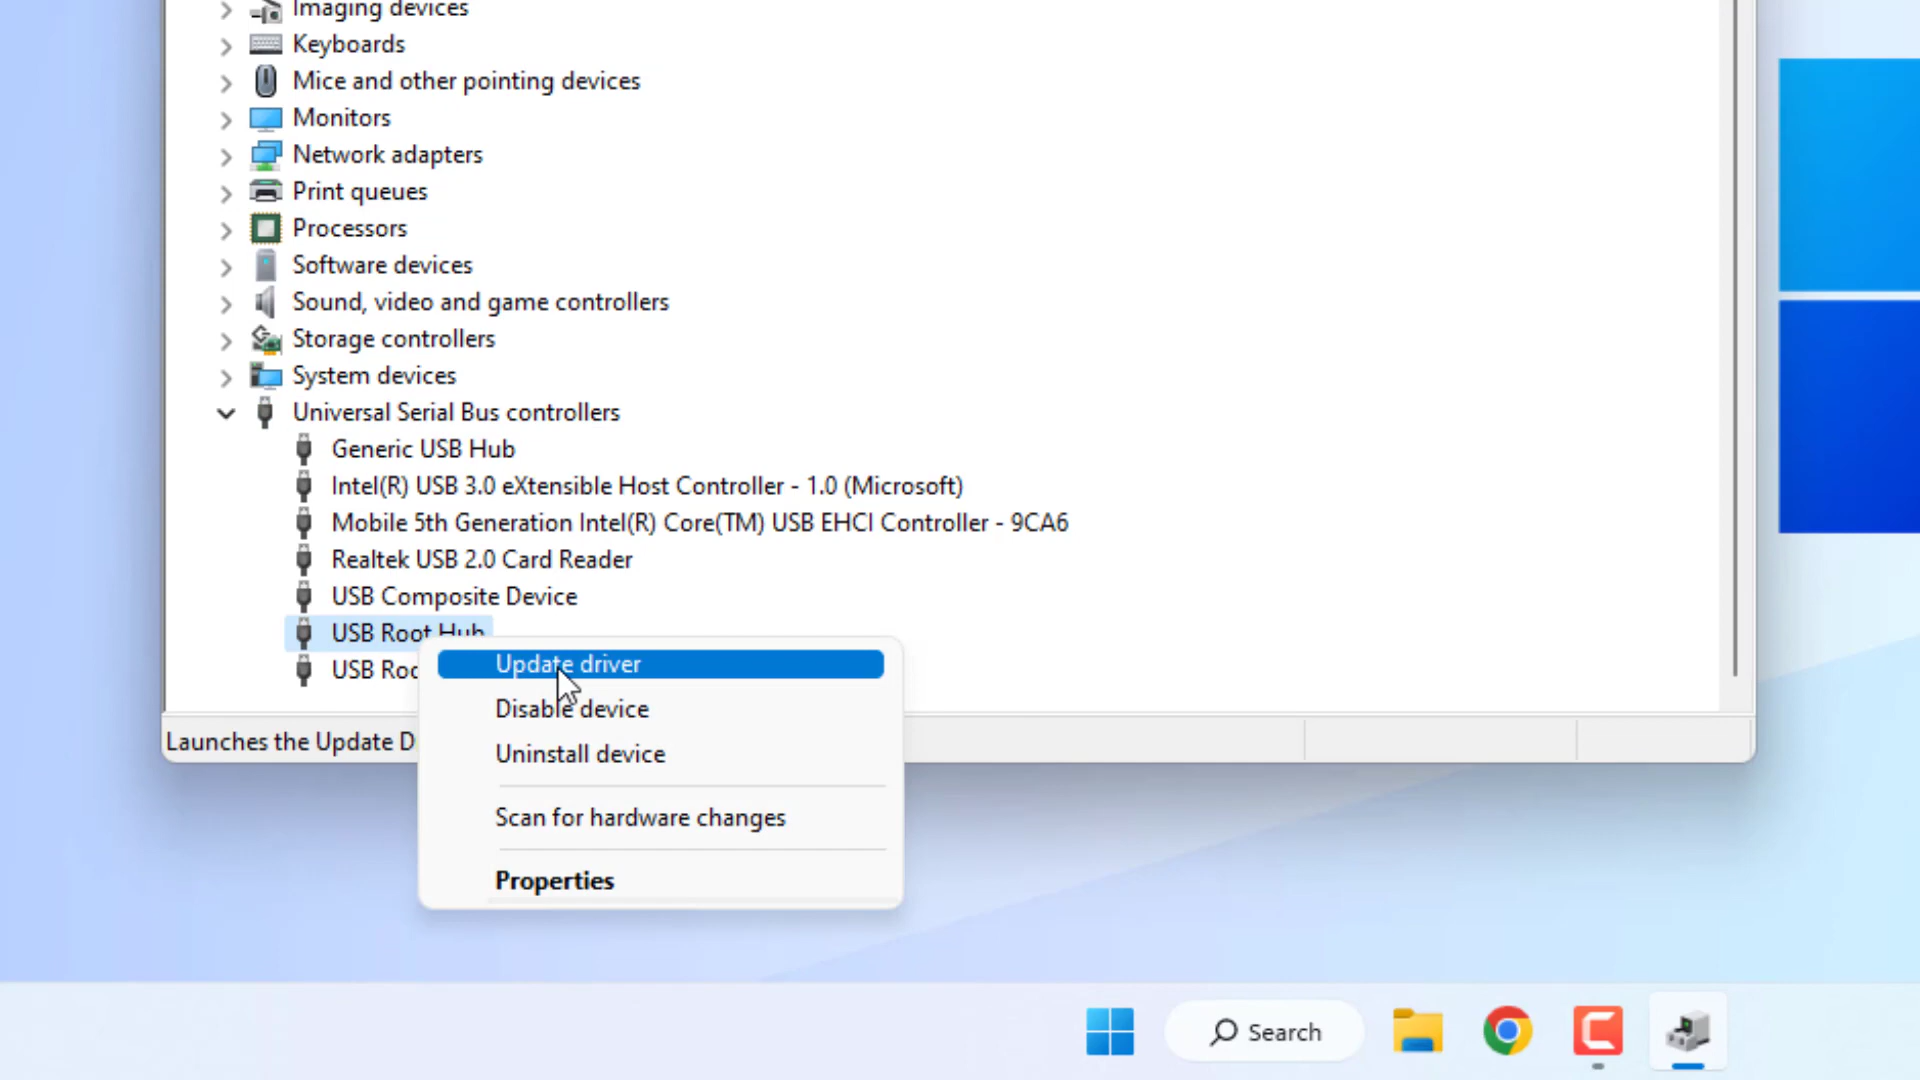 Imaging devices
Keyboards
Mice and other pointing devices
Monitors
Network adapters
Print queues
Processors
Software devices
Sound, video and game controllers
Storage controllers
System devices
Universal Serial Bus controllers
Generic USB Hub
Intel(R) USB 3.0 eXtensible Host Controller - 1.0 (Microsoft)
Mobile 5th Generation Intel(R) Core(TM) USB EHCI Controller - 9CA6
Realtek USB 2.0 Card Reader
USB Composite Device
USB Root Hub
USB Roo
Update driver
Disable device
Uninstall device
Scan for hardware changes
Properties
Launches the Update D
Search